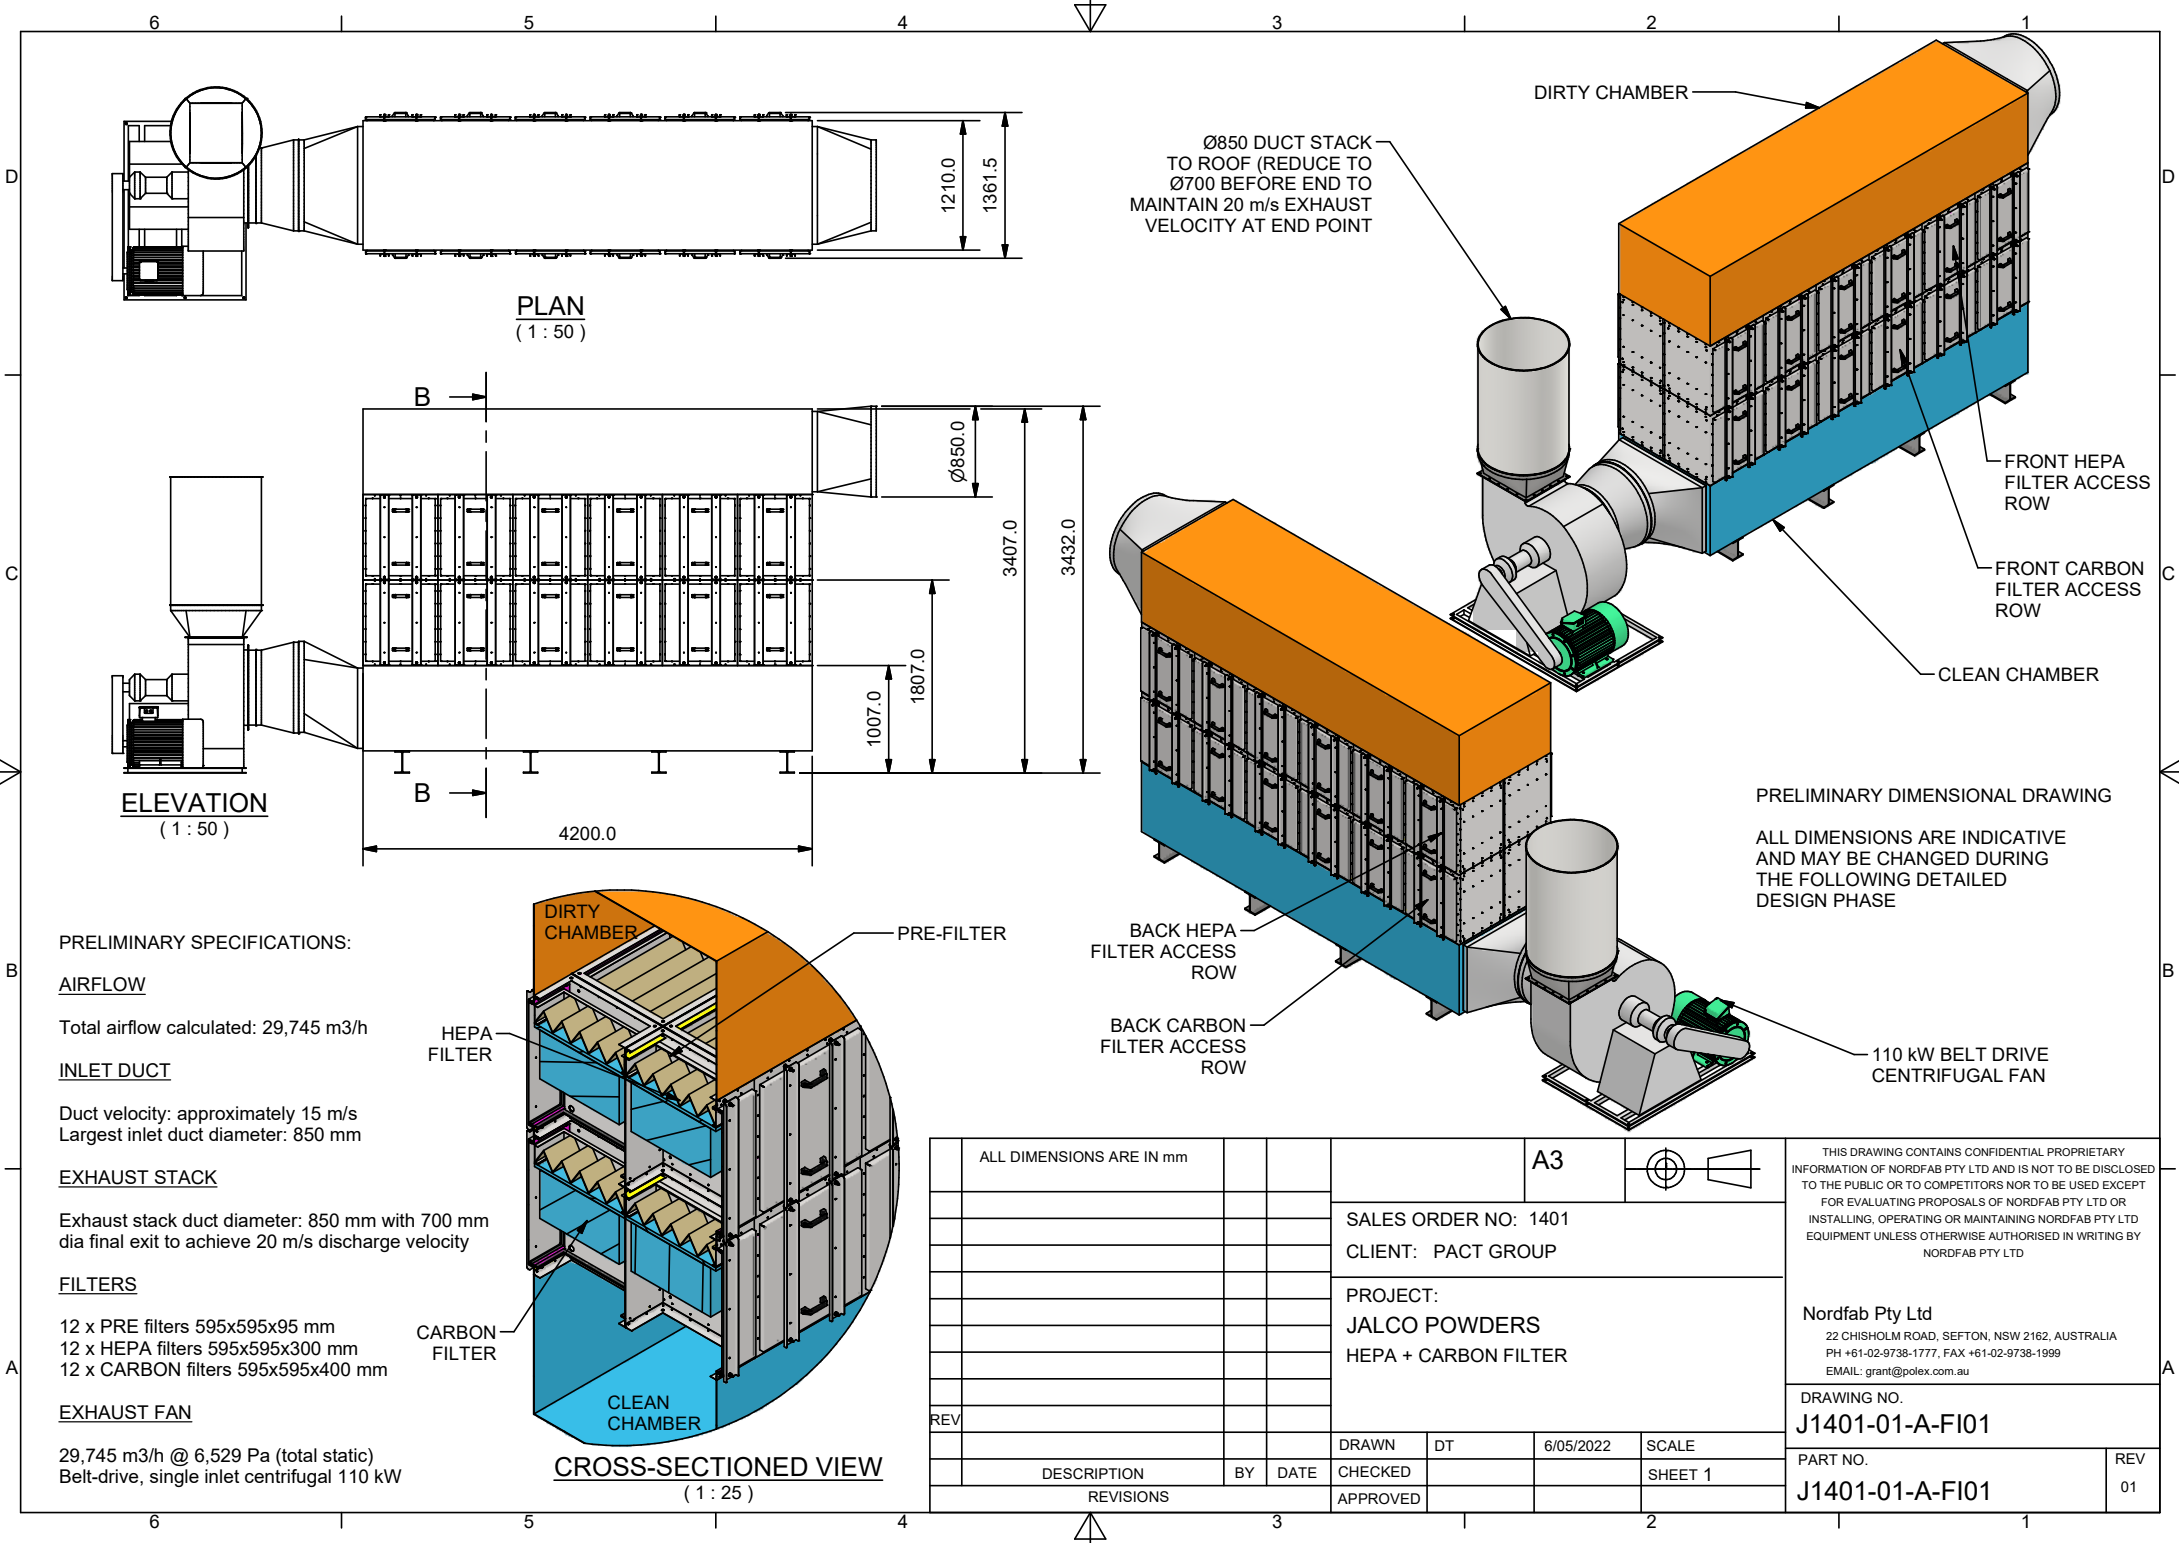 6 5 4 3 2 1
D
D
C
C
B
B
A
A
1210.0
1361.5
PLAN
( 1 : 50 )
DIRTY CHAMBER
Ø850 DUCT STACK
TO ROOF (REDUCE TO
Ø700 BEFORE END TO
MAINTAIN 20 m/s EXHAUST
VELOCITY AT END POINT
FRONT HEPA
FILTER ACCESS
ROW
FRONT CARBON
FILTER ACCESS
ROW
CLEAN CHAMBER
B
B
Ø850.0
3407.0
3432.0
1807.0
1007.0
4200.0
ELEVATION
( 1 : 50 )
PRELIMINARY DIMENSIONAL DRAWING
ALL DIMENSIONS ARE INDICATIVE
AND MAY BE CHANGED DURING
THE FOLLOWING DETAILED
DESIGN PHASE
BACK HEPA
FILTER ACCESS
ROW
BACK CARBON
FILTER ACCESS
ROW
110 kW BELT DRIVE
CENTRIFUGAL FAN
PRELIMINARY SPECIFICATIONS:
AIRFLOW
Total airflow calculated: 29,745 m3/h
INLET DUCT
Duct velocity: approximately 15 m/s
Largest inlet duct diameter: 850 mm
EXHAUST STACK
Exhaust stack duct diameter: 850 mm with 700 mm
dia final exit to achieve 20 m/s discharge velocity
FILTERS
12 x PRE filters 595x595x95 mm
12 x HEPA filters 595x595x300 mm
12 x CARBON filters 595x595x400 mm
EXHAUST FAN
29,745 m3/h @ 6,529 Pa (total static)
Belt-drive, single inlet centrifugal 110 kW
DIRTY
CHAMBER
PRE-FILTER
HEPA
FILTER
CARBON
FILTER
CLEAN
CHAMBER
CROSS-SECTIONED VIEW
( 1 : 25 )
ALL DIMENSIONS ARE IN mm
REV
DESCRIPTION BY DATE
REVISIONS
A3
SALES ORDER NO: 1401
CLIENT: PACT GROUP
PROJECT:
JALCO POWDERS
HEPA + CARBON FILTER
DRAWN DT 6/05/2022 SCALE
CHECKED SHEET 1
APPROVED
THIS DRAWING CONTAINS CONFIDENTIAL PROPRIETARY
INFORMATION OF NORDFAB PTY LTD AND IS NOT TO BE DISCLOSED
TO THE PUBLIC OR TO COMPETITORS NOR TO BE USED EXCEPT
FOR EVALUATING PROPOSALS OF NORDFAB PTY LTD OR
INSTALLING, OPERATING OR MAINTAINING NORDFAB PTY LTD
EQUIPMENT UNLESS OTHERWISE AUTHORISED IN WRITING BY
NORDFAB PTY LTD
Nordfab Pty Ltd
22 CHISHOLM ROAD, SEFTON, NSW 2162, AUSTRALIA
PH +61-02-9738-1777, FAX +61-02-9738-1999
EMAIL: grant@polex.com.au
DRAWING NO.
J1401-01-A-FI01
PART NO.
J1401-01-A-FI01
REV
01
6 5 4 3 2 1